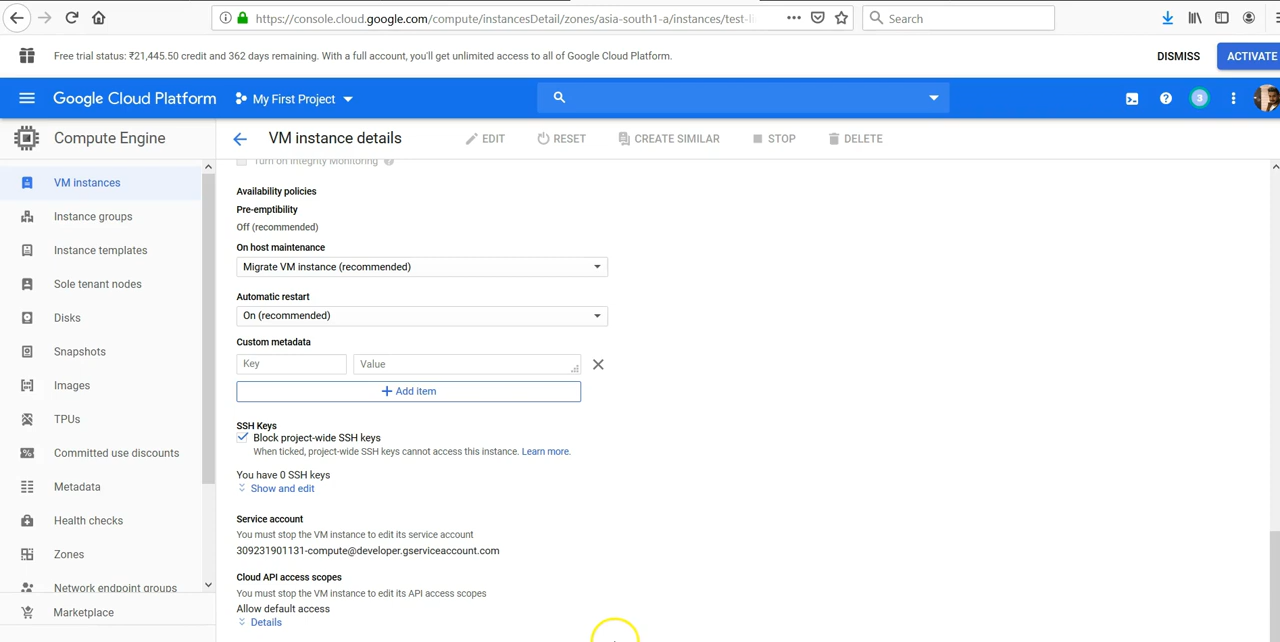 https://console.cloud.google.com/compute/instancesDetail/zones/asia-south1-a/instances/test-li
Search
Free trial status: ₹21,445.50 credit and 362 days remaining. With a full account, you'll get unlimited access to all of Google Cloud Platform.
DISMISS
ACTIVATE
Google Cloud Platform
My First Project
3
Compute Engine
VM instance details
EDIT
RESET
CREATE SIMILAR
STOP
DELETE
VM instances
Instance groups
Instance templates
Sole tenant nodes
Disks
Snapshots
Images
TPUs
Committed use discounts
Metadata
Health checks
Zones
Network endpoint groups
Marketplace
Turn on Integrity Monitoring
Availability policies
Pre-emptibility
Off (recommended)
On host maintenance
Migrate VM instance (recommended)
Automatic restart
On (recommended)
Custom metadata
Key
Value
+ Add item
SSH Keys
Block project-wide SSH keys
When ticked, project-wide SSH keys cannot access this instance. Learn more.
You have 0 SSH keys
Show and edit
Service account
You must stop the VM instance to edit its service account
309231901131-compute@developer.gserviceaccount.com
Cloud API access scopes
You must stop the VM instance to edit its API access scopes
Allow default access
Details